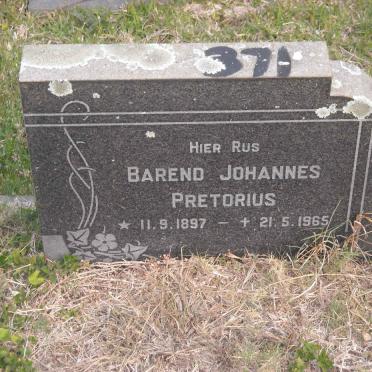 371
HIER RUS
BAREND JOHANNES
PRETORIUS
* 11.9.1897 - + 21.5.1965